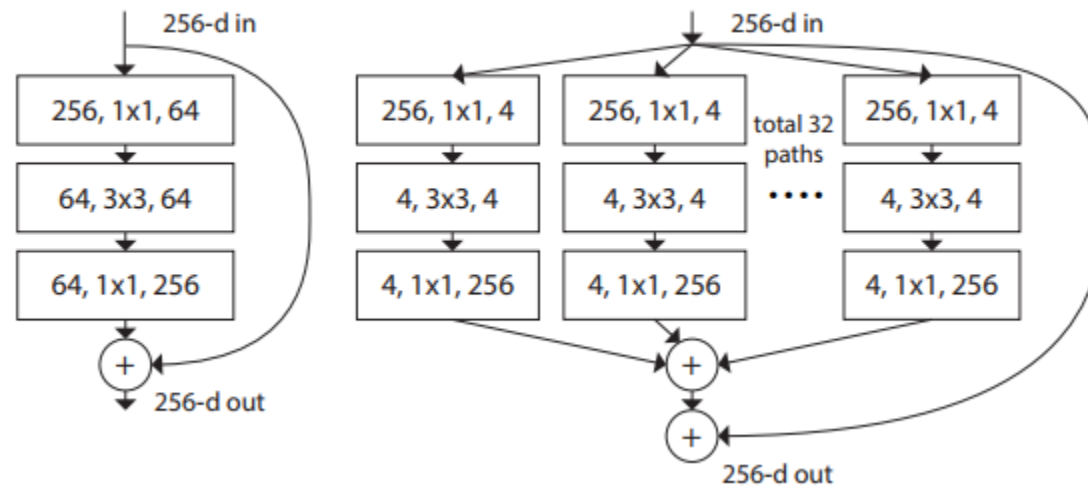 256-d in
256, 1x1, 64
64, 3x3, 64
64, 1x1, 256
+
256-d out
256-d in
256, 1x1, 4
256, 1x1, 4
total 32
paths
256, 1x1, 4
4, 3x3, 4
4, 3x3, 4
....
4, 3x3, 4
4, 1x1, 256
4, 1x1, 256
4, 1x1, 256
+
+
256-d out